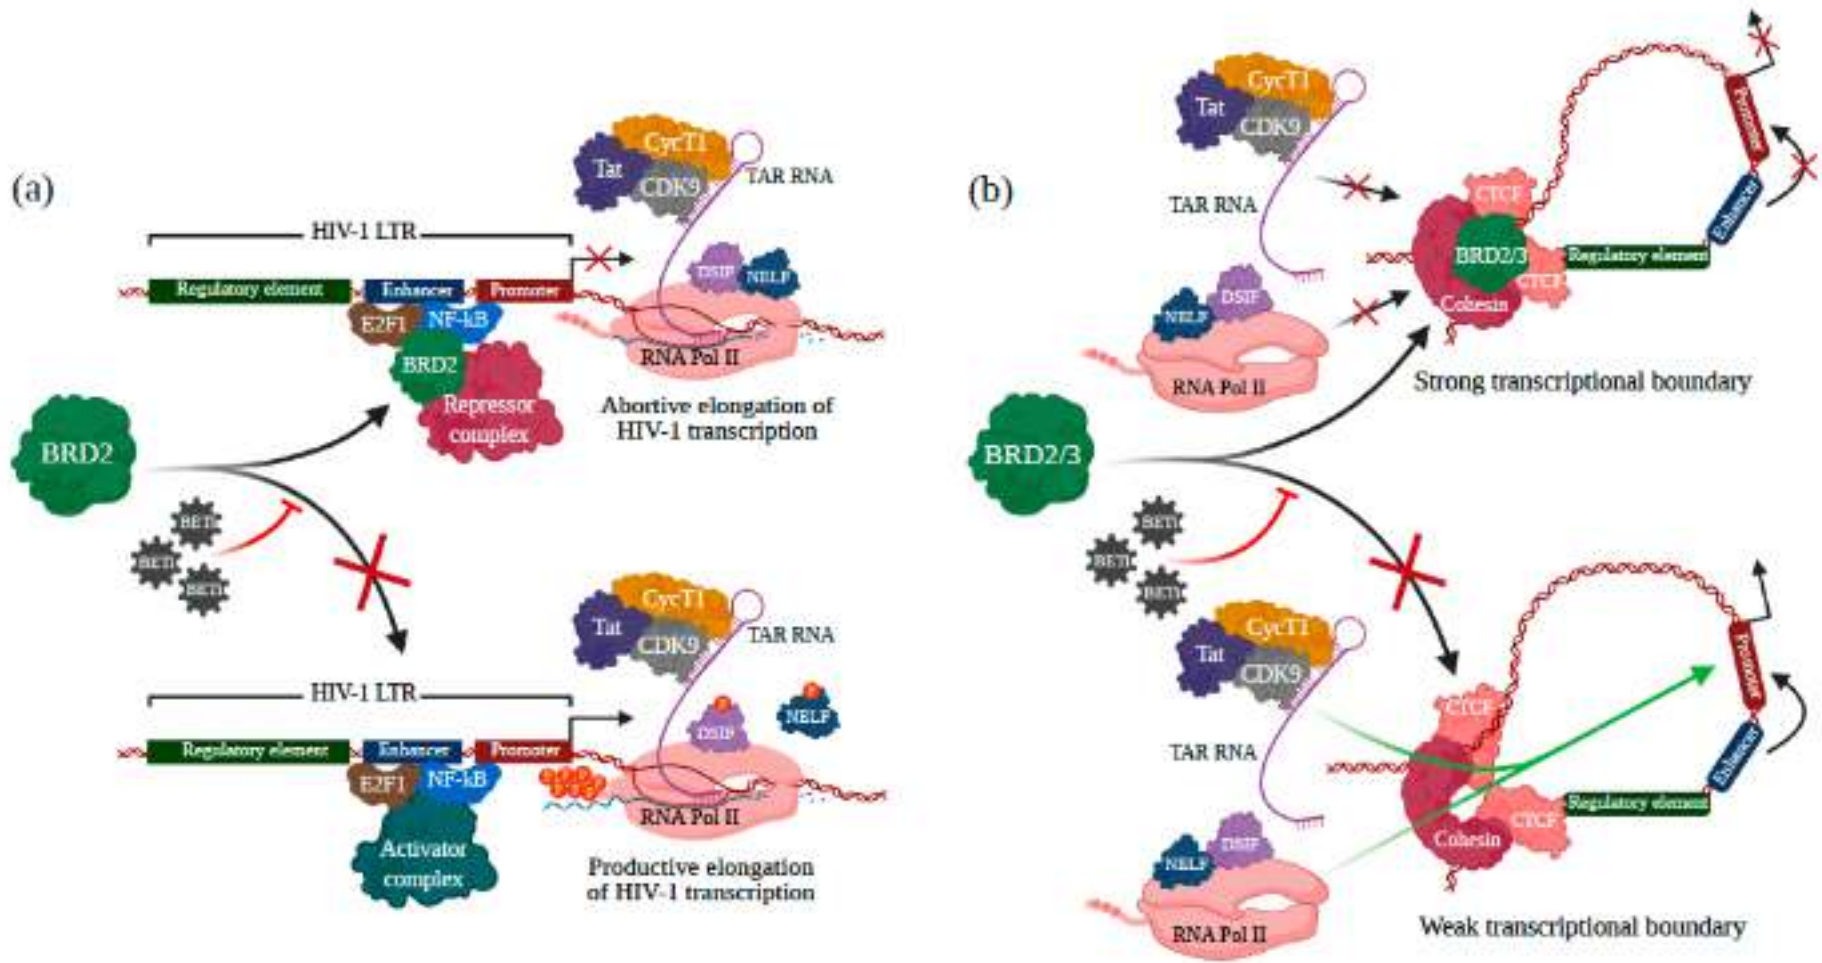 (a)
HIV-1 LTR
Regulatory element
Enhancer
Promoter
E2F1
NF-kB
BRD2
Repressor
complex
Tat
CycT1
CDK9
TAR RNA
DSIF
NELF
RNA Pol II
Abortive elongation of
HIV-1 transcription
BRD2
BETi
BETi
BETi
HIV-1 LTR
Regulatory element
Enhancer
Promoter
E2F1
NF-kB
Activator
complex
Tat
CycT1
CDK9
TAR RNA
P
DSIF
P
NELF
RNA Pol II
Productive elongation
of HIV-1 transcription
(b)
Tat
CycT1
CDK9
TAR RNA
NELF
DSIF
RNA Pol II
CTCF
BRD2/3
CTCF
Cohesin
Regulatory element
Enhancer
Promoter
Strong transcriptional boundary
BRD2/3
BETi
BETi
BETi
Tat
CycT1
CDK9
TAR RNA
NELF
DSIF
RNA Pol II
CTCF
CTCF
Cohesin
Regulatory element
Enhancer
Promotor
Weak transcriptional boundary